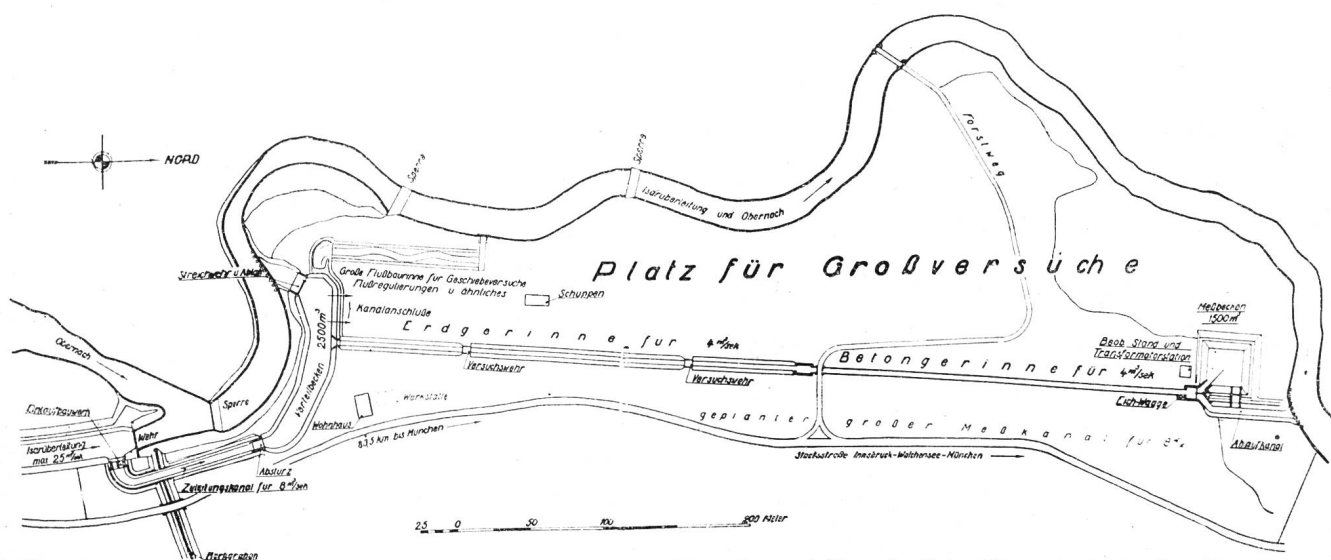 NORD
Sperre
Sperre
Forstweg
Isarüberleitung und Obernach
Streichwehr u. Ablaß
Große Flußbaurinne für Geschiebeversuche
Flußregulierungen u. ähnliches
Schuppen
Platz für Großversuche
Kanalanschlüße
Meßbecken
1500 m³
Erdgerinne für 4 m³/sek
Beob. Stand und
Transformatorstation
Obernach
Verteilbecken 2500 m³
Versuchswehr
Versuchswehr
Betongerinne für 4 m³/sek
Eich-Waage
Werkstätte
Wohnhaus
Sperre
Einlaufbauwerk
Wehr
83,5 km bis München
geplanter großer Meßkanal für 8
Ablaufkanal
Isarüberleitung
max. 25 m³/sek
Absturz
Staatsstraße Innsbruck-Walchensee-München
Zuleitungskanal für 8 m³/sek
25 0 50 100 200 Meter